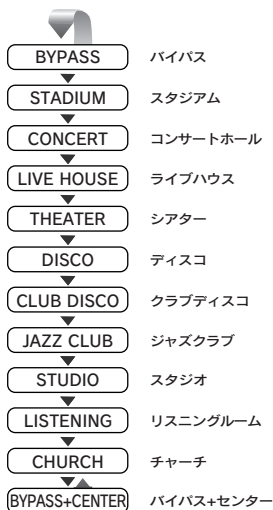 BYPASS バイパス
STADIUM スタジアム
CONCERT コンサートホール
LIVE HOUSE ライブハウス
THEATER シアター
DISCO ディスコ
CLUB DISCO クラブディスコ
JAZZ CLUB ジャズクラブ
STUDIO スタジオ
LISTENING リスニングルーム
CHURCH チャーチ
BYPASS+CENTER バイパス+センター